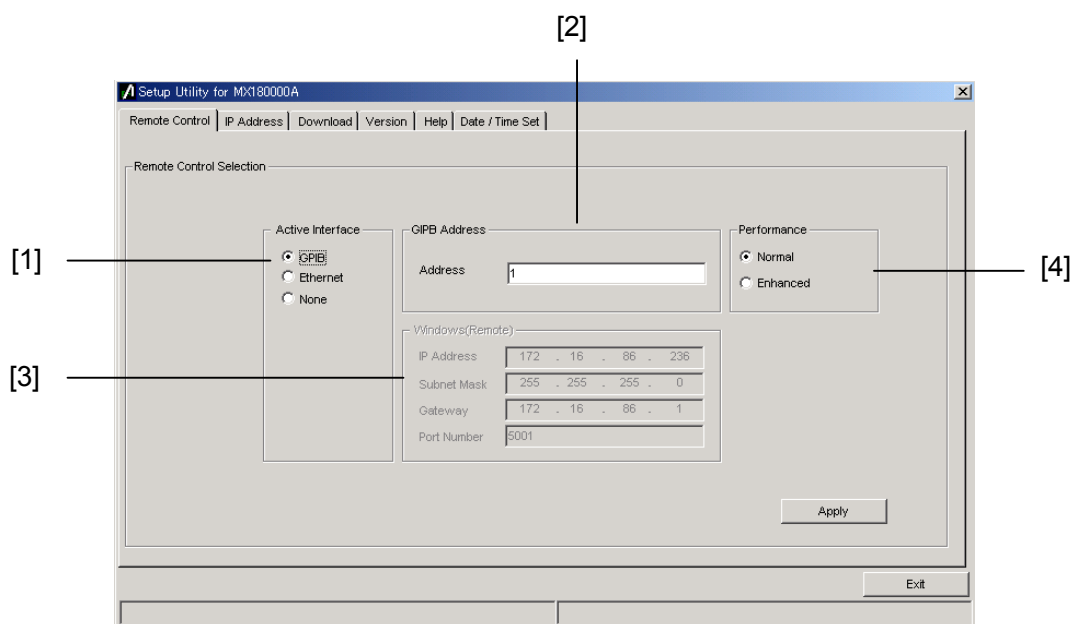 [2]
Setup Utility for MX180000A
Remote Control IP Address Download Version Help Date / Time Set
Remote Control Selection
Active Interface
GPIB
Ethernet
None
GIPB Address
Address 1
Performance
Normal
Enhanced
[1]
[4]
[3]
Windows(Remote)
IP Address 172 . 16 . 86 . 236
Subnet Mask 255 . 255 . 255 . 0
Gateway 172 . 16 . 86 . 1
Port Number 5001
Apply
Exit